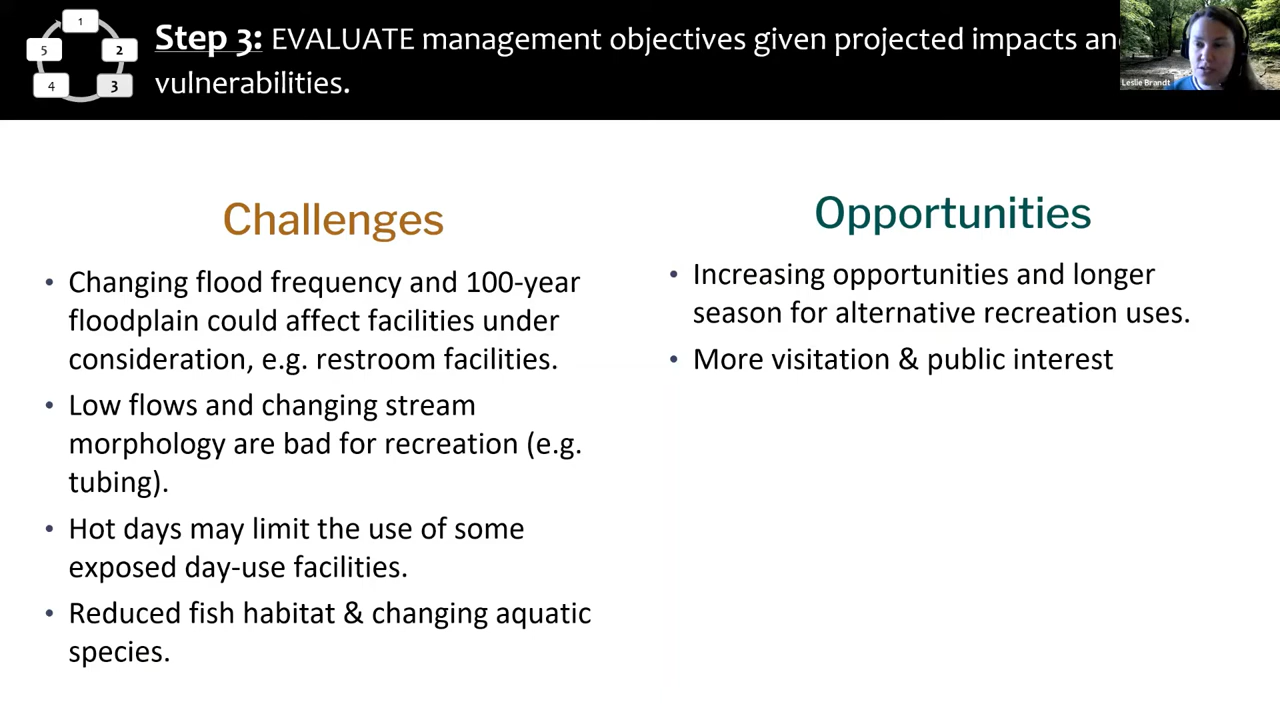 1
5
2
4
3
Step 3: EVALUATE management objectives given projected impacts an
vulnerabilities.
Leslie Brandt
Challenges
• Changing flood frequency and 100-year
floodplain could affect facilities under
consideration, e.g. restroom facilities.
• Low flows and changing stream
morphology are bad for recreation (e.g.
tubing).
• Hot days may limit the use of some
exposed day-use facilities.
• Reduced fish habitat & changing aquatic
species.
Opportunities
• Increasing opportunities and longer
season for alternative recreation uses.
• More visitation & public interest